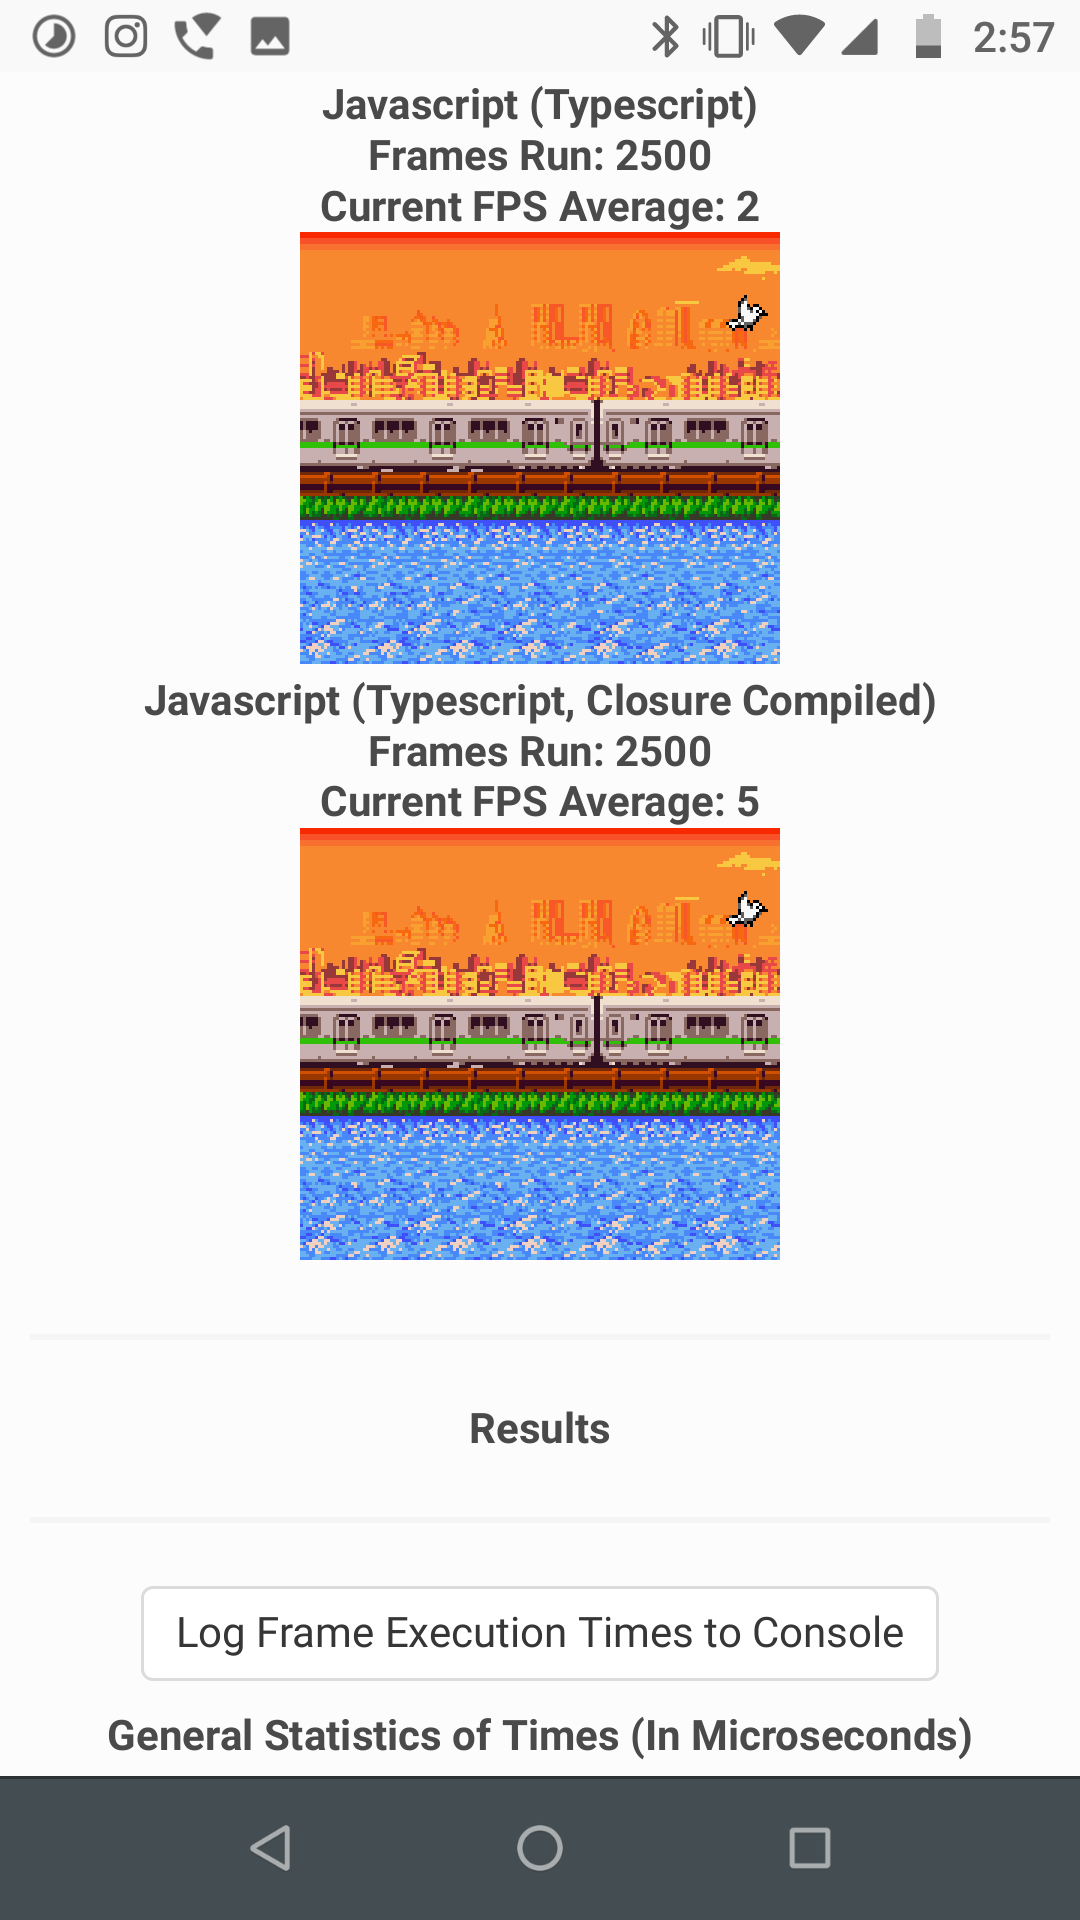 2:57
Javascript (Typescript)
Frames Run: 2500
Current FPS Average: 2
Javascript (Typescript, Closure Compiled)
Frames Run: 2500
Current FPS Average: 5
Results
Log Frame Execution Times to Console
General Statistics of Times (In Microseconds)